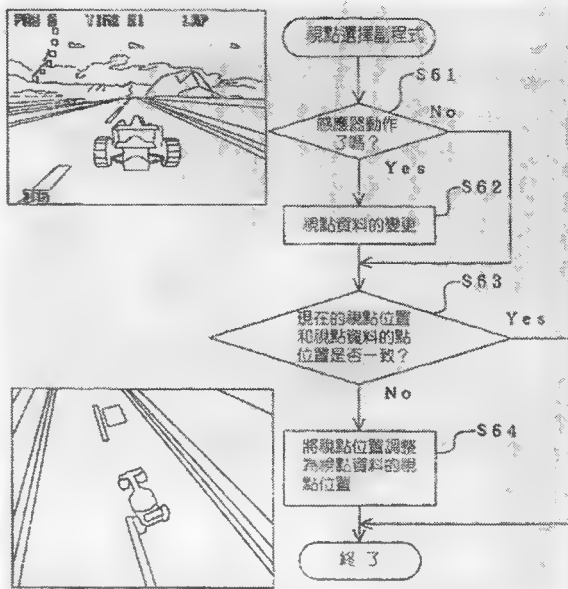 視點選擇副程式
S61
感應器動作
了嗎?
No
Yes
S62
視點資料的變更
S63
現在的視點位置
和視點資料的點
位置是否一致?
Yes
No
S64
將視點位置調整
為視點資料的視
點位置
終了
LAP